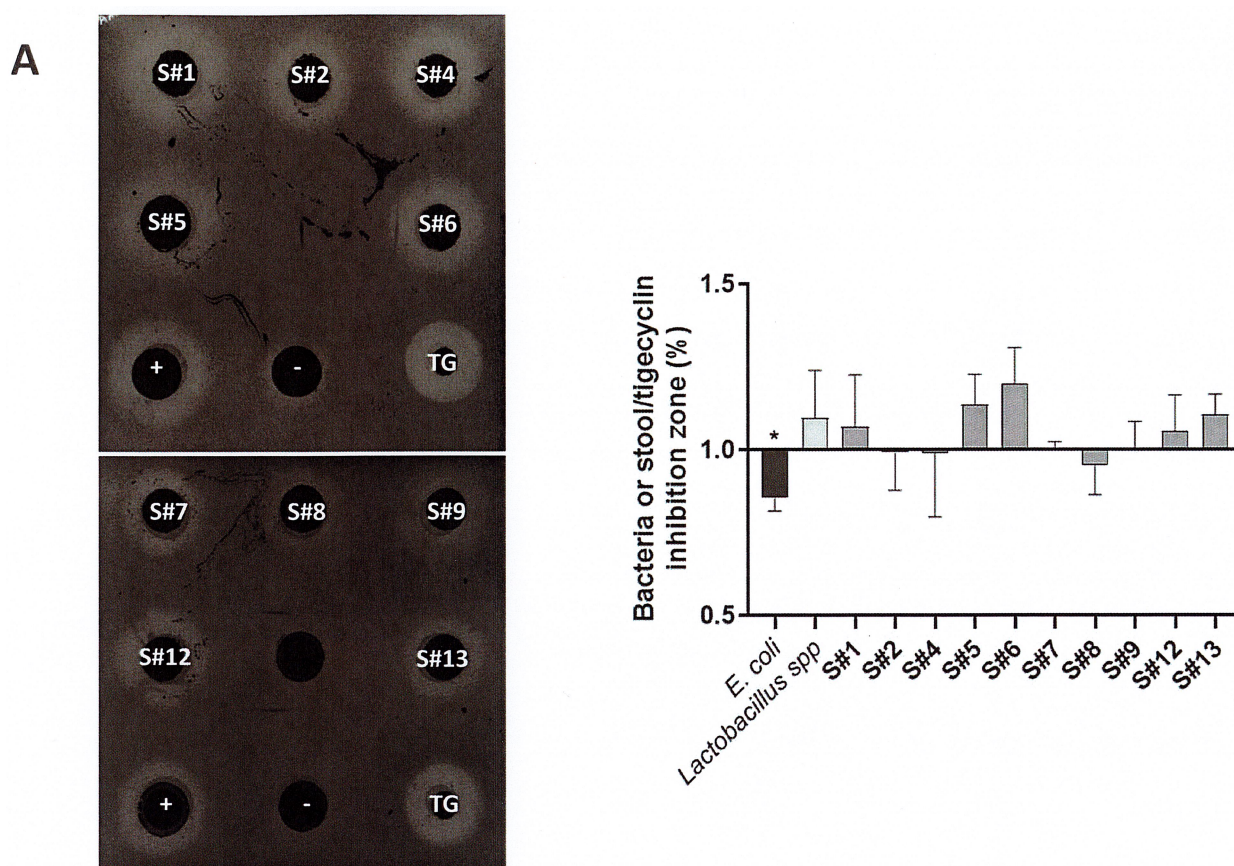 A
S#1 S#2 S#4
S#5 S#6
+ - TG
S#7 S#8 S#9
S#12 S#13
+ - TG
Bacteria or stool/tigecyclin
inhibition zone (%)
1.5
1.0
0.5
*
E. coli
Lactobacillus spp
S#1
S#2
S#4
S#5
S#6
S#7
S#8
S#9
S#12
S#13